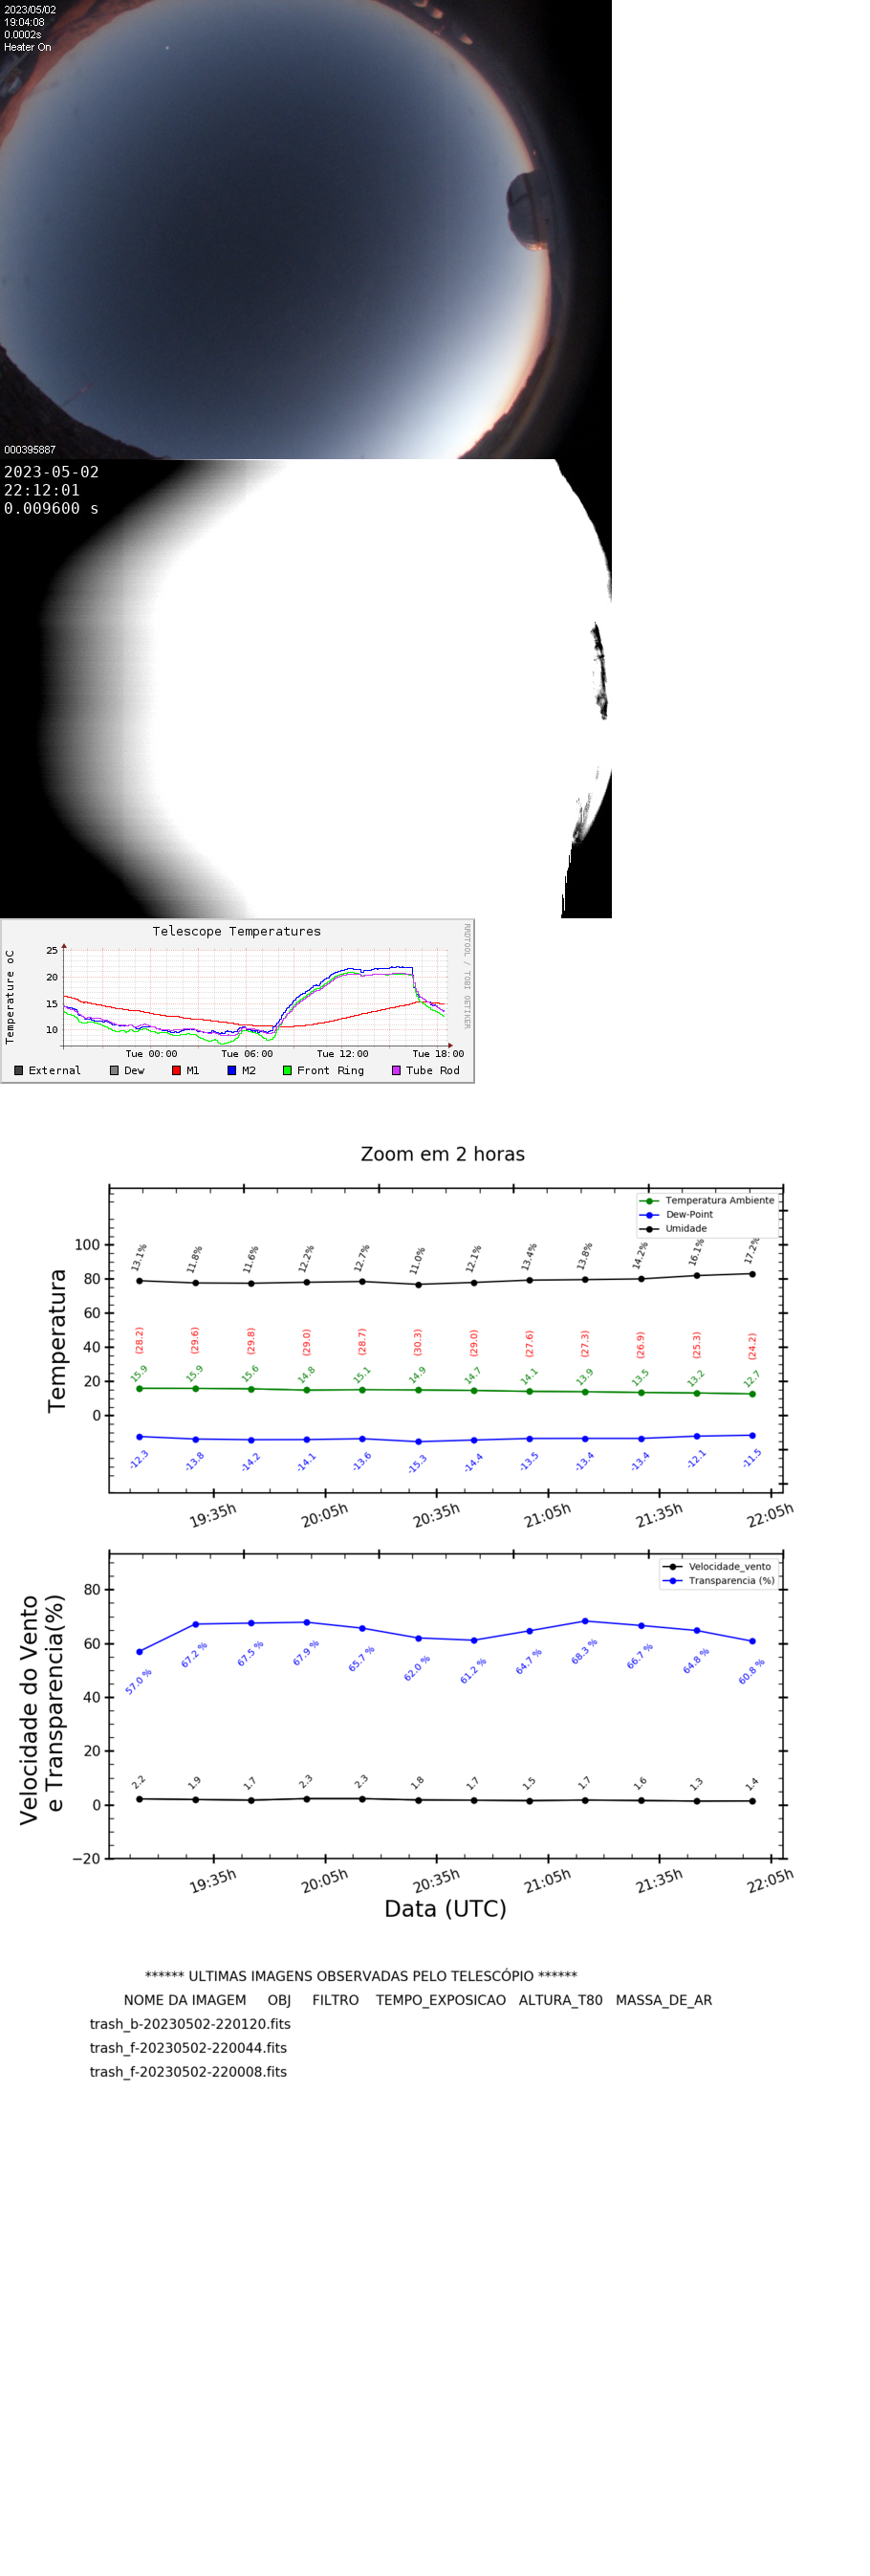 2023/05/02
19:04:08
0.0002s
Heater On
000395887
2023-05-02
22:12:01
0.009600 s
Telescope Temperatures
RRDTOOL / TOBI OETIKER
Temperature oC
25
20
15
10
Tue 00:00 Tue 06:00 Tue 12:00 Tue 18:00
External Dew M1 M2 Front Ring Tube Rod
Zoom em 2 horas
Temperatura
Temperatura Ambiente
Dew-Point
Umidade
100
80
60
40
20
0
13.1% 11.8% 11.6% 12.2% 12.7% 11.0% 12.1% 13.4% 13.8% 14.2% 16.1% 17.2%
(28.2) (29.6) (29.8) (29.0) (28.7) (30.3) (29.0) (27.6) (27.3) (26.9) (25.3) (24.2)
15.9 15.9 15.6 14.8 15.1 14.9 14.7 14.1 13.9 13.5 13.2 12.7
-12.3 -13.8 -14.2 -14.1 -13.6 -15.3 -14.4 -13.5 -13.4 -13.4 -12.1 -11.5
19:35h 20:05h 20:35h 21:05h 21:35h 22:05h
Velocidade do Vento
e Transparencia(%)
Velocidade_vento
Transparencia (%)
80
60
40
20
0
−20
57.0 % 67.2 % 67.5 % 67.9 % 65.7 % 62.0 % 61.2 % 64.7 % 68.3 % 66.7 % 64.8 % 60.8 %
2.2 1.9 1.7 2.3 2.3 1.8 1.7 1.5 1.7 1.6 1.3 1.4
19:35h 20:05h 20:35h 21:05h 21:35h 22:05h
Data (UTC)
****** ULTIMAS IMAGENS OBSERVADAS PELO TELESCÓPIO ******
NOME DA IMAGEM OBJ FILTRO TEMPO_EXPOSICAO ALTURA_T80 MASSA_DE_AR
trash_b-20230502-220120.fits
trash_f-20230502-220044.fits
trash_f-20230502-220008.fits